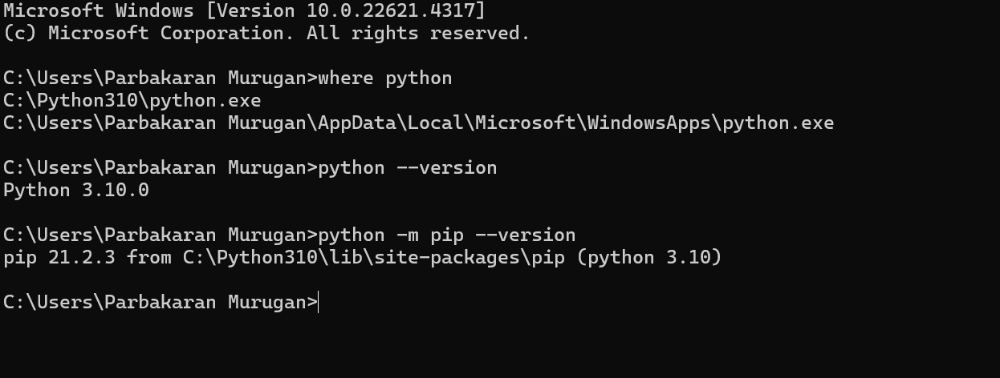 Microsoft Windows [Version 10.0.22621.4317]
(c) Microsoft Corporation. All rights reserved.
C:\Users\Parbakaran Murugan>where python
C:\Python310\python.exe
C:\Users\Parbakaran Murugan\AppData\Local\Microsoft\WindowsApps\python.exe
C:\Users\Parbakaran Murugan>python --version
Python 3.10.0
C:\Users\Parbakaran Murugan>python -m pip --version
pip 21.2.3 from C:\Python310\lib\site-packages\pip (python 3.10)
C:\Users\Parbakaran Murugan>